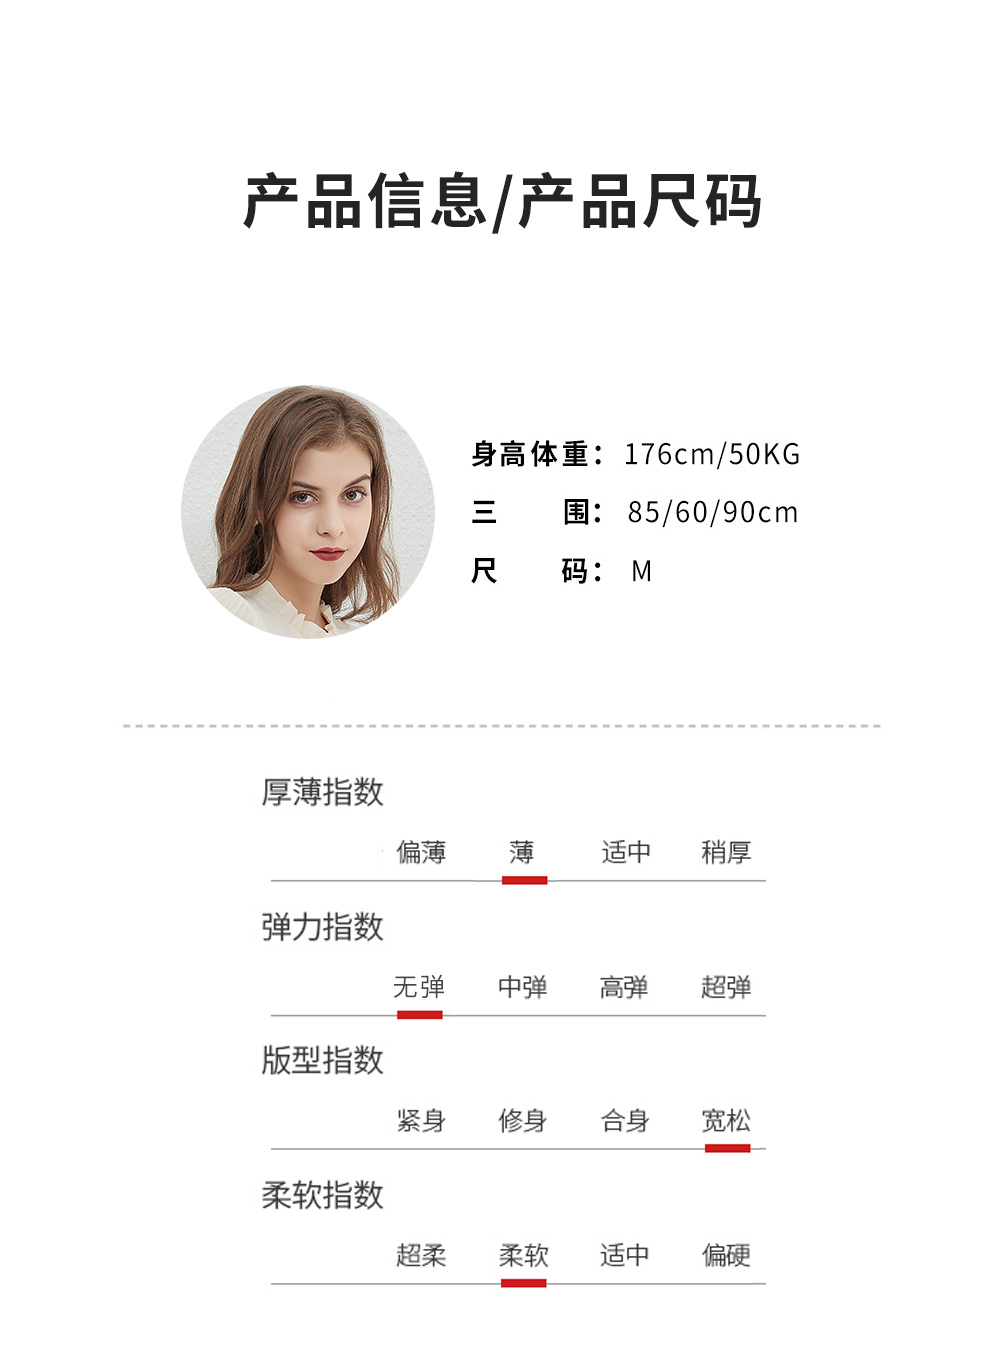 产品信息/产品尺码
身高体重：176cm/50KG
三 围：85/60/90cm
尺 码：M
厚薄指数
偏薄 薄 适中 稍厚
弹力指数
无弹 中弹 高弹 超弹
版型指数
紧身 修身 合身 宽松
柔软指数
超柔 柔软 适中 偏硬